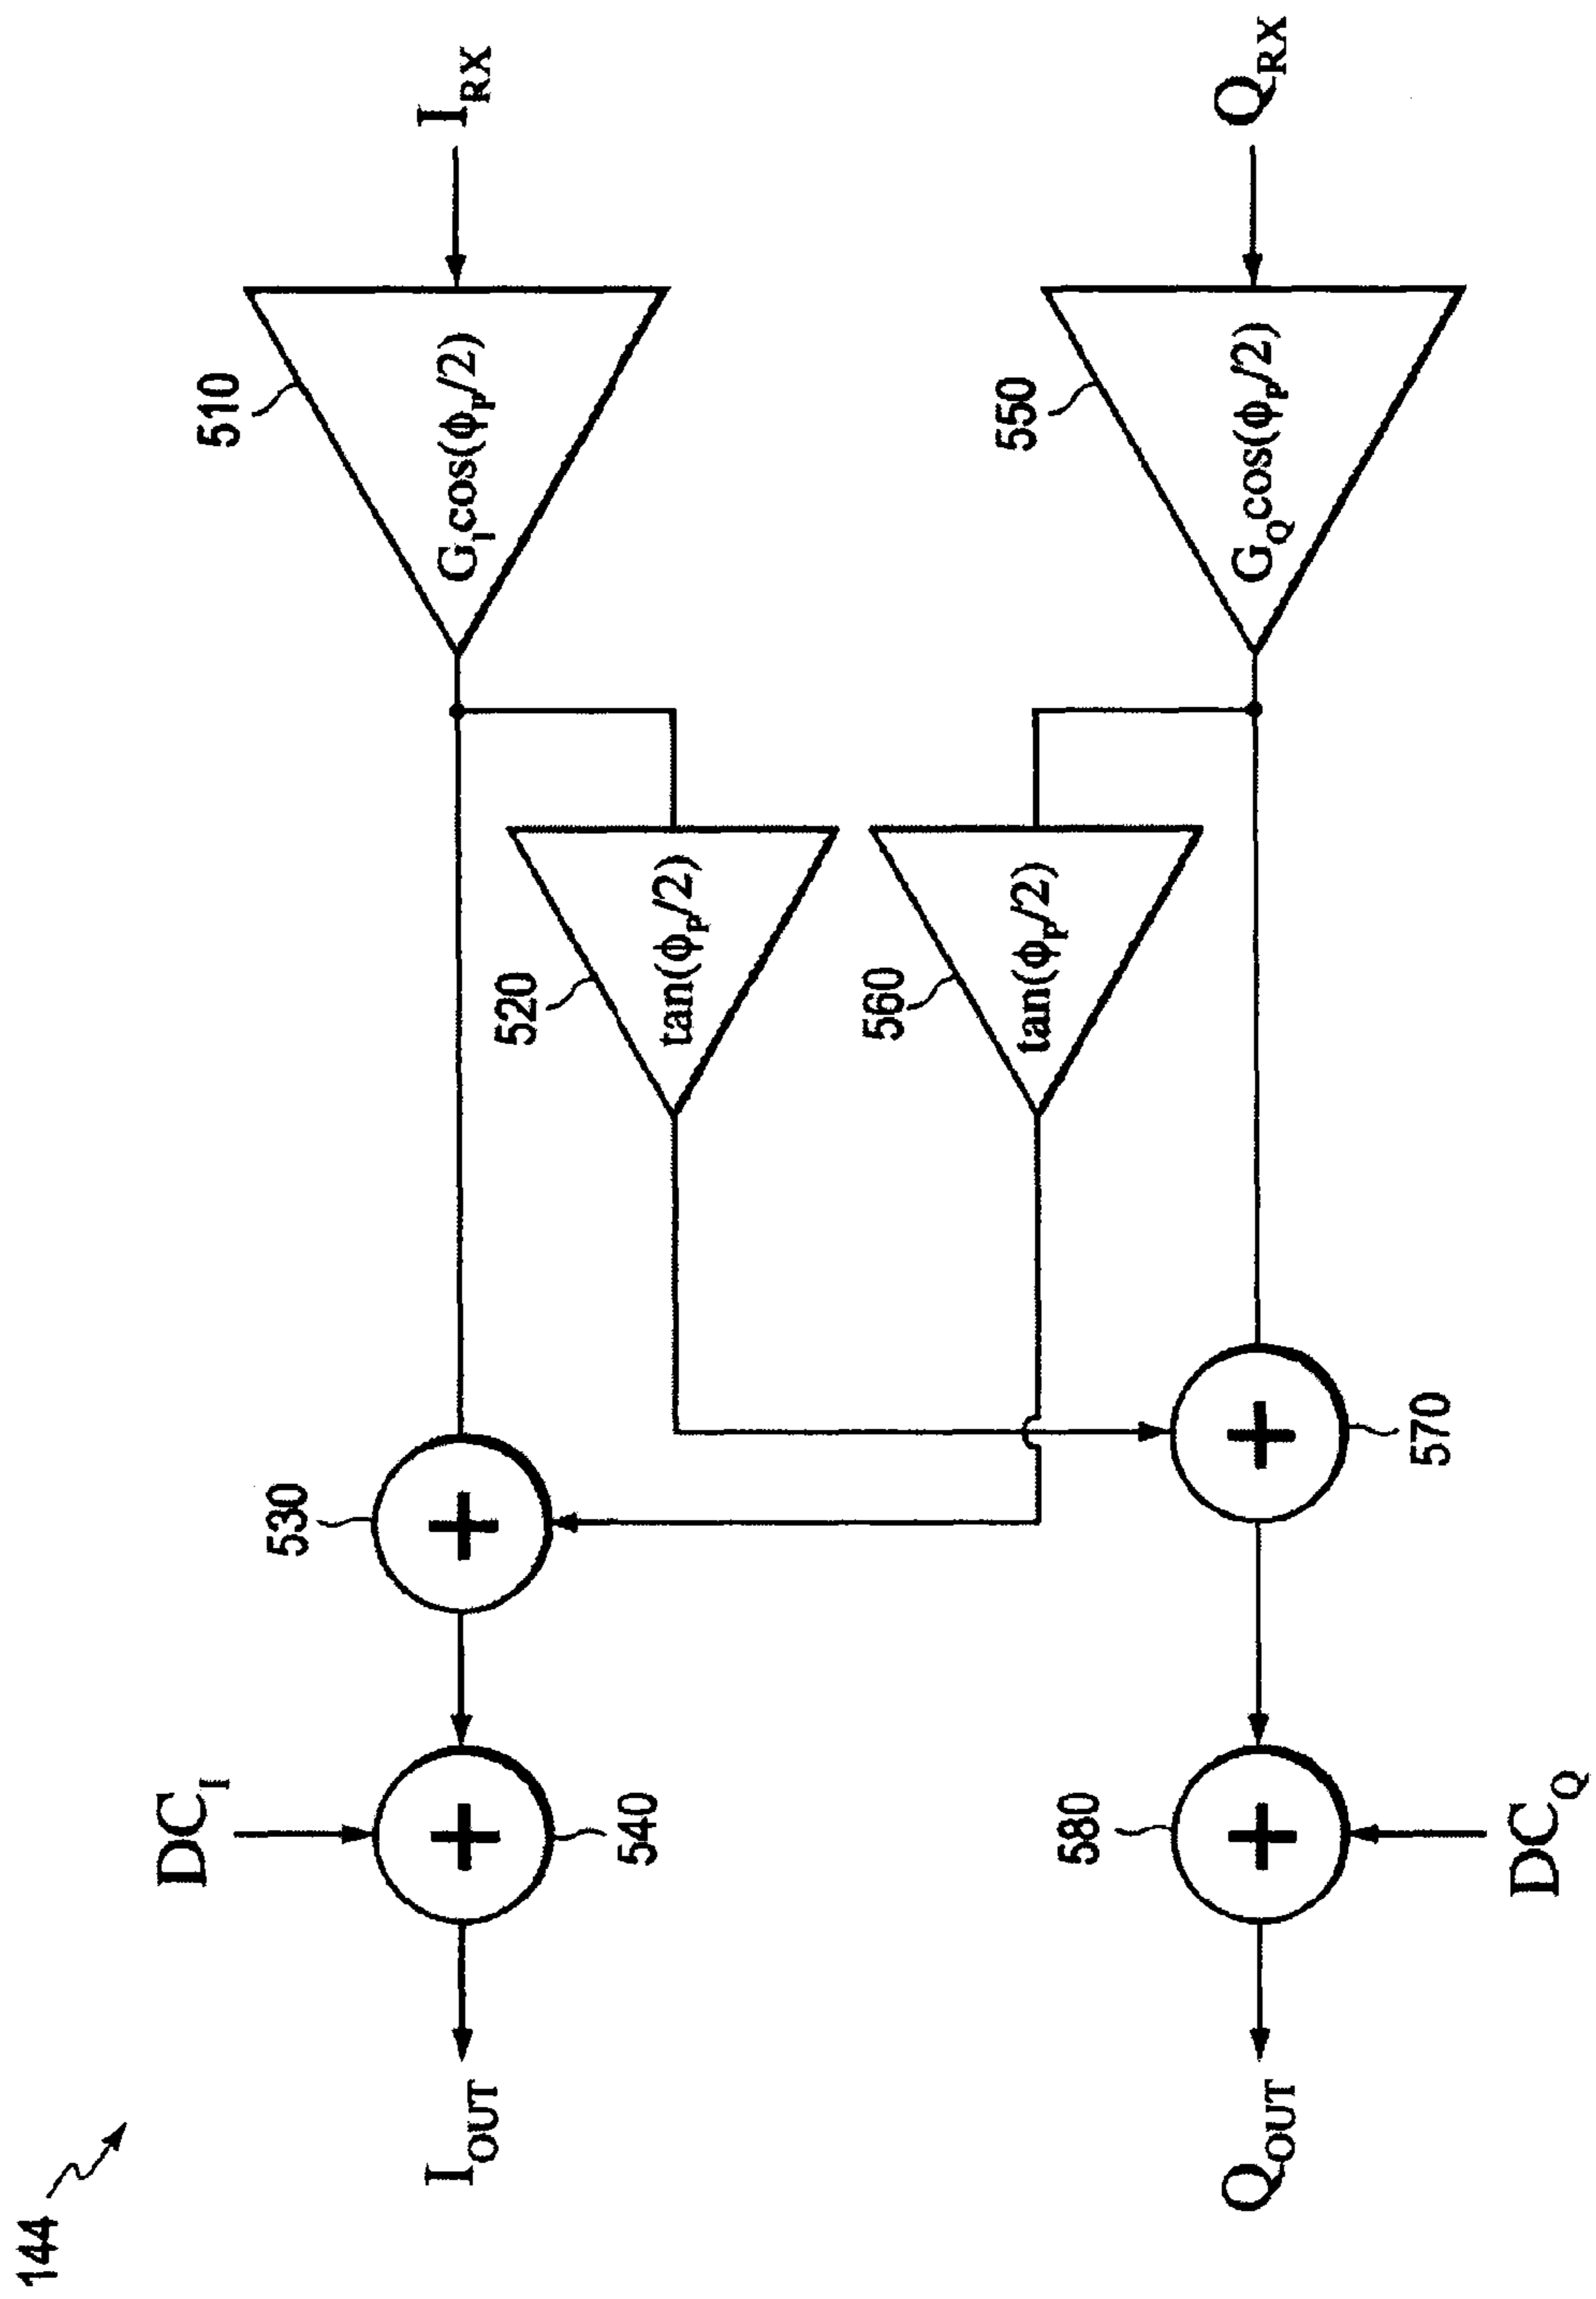 144
I_OUT
DC_I
540
530
520
tan(ϕ_P/2)
510
G_I cos(ϕ_P/2)
I_RX
Q_OUT
580
DC_Q
570
560
tan(ϕ_P/2)
550
G_Q cos(ϕ_P/2)
Q_RX